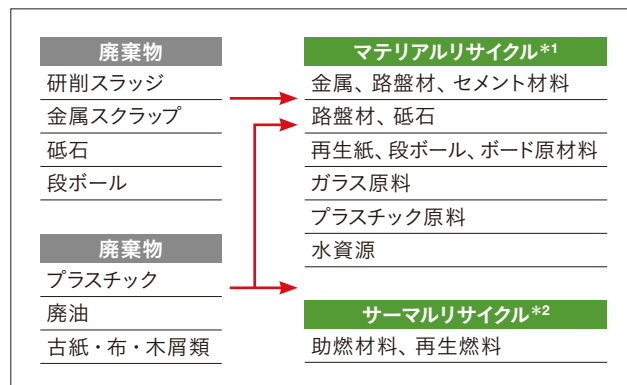 廃棄物
研削スラッジ
金属スクラップ
砥石
段ボール
廃棄物
プラスチック
廃油
古紙・布・木屑類
マテリアルリサイクル*1
金属、路盤材、セメント材料
路盤材、砥石
再生紙、段ボール、ボード原材料
ガラス原料
プラスチック原料
水資源
サーマルリサイクル*2
助燃材料、再生燃料